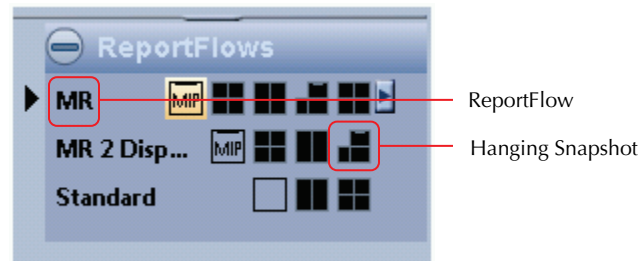 ReportFlows
MR MIP
ReportFlow
MR 2 Disp... MIP
Hanging Snapshot
Standard